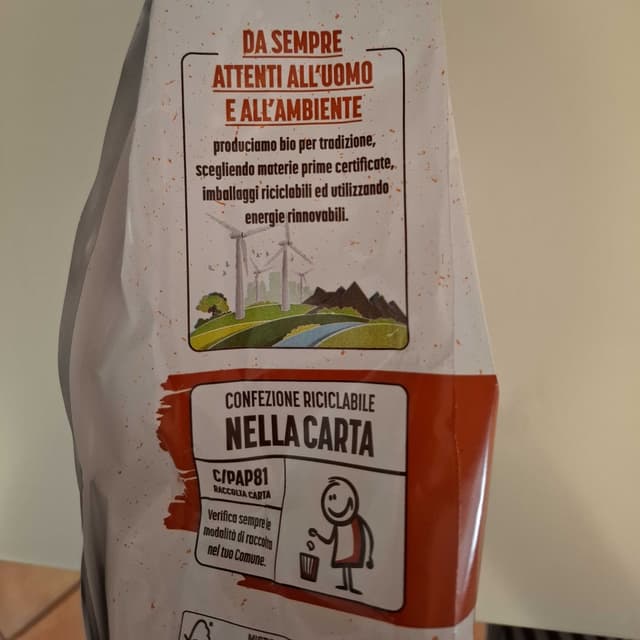 DA SEMPRE
ATTENTI ALL'UOMO
E ALL'AMBIENTE
produciamo bio per tradizione,
scegliendo materie prime certificate,
imballaggi riciclabili ed utilizzando
energie rinnovabili.
CONFEZIONE RICICLABILE
NELLA CARTA
C/PAP81
RACCOLTA CARTA
Verifica sempre le
modalità di raccolta
nel tuo Comune.